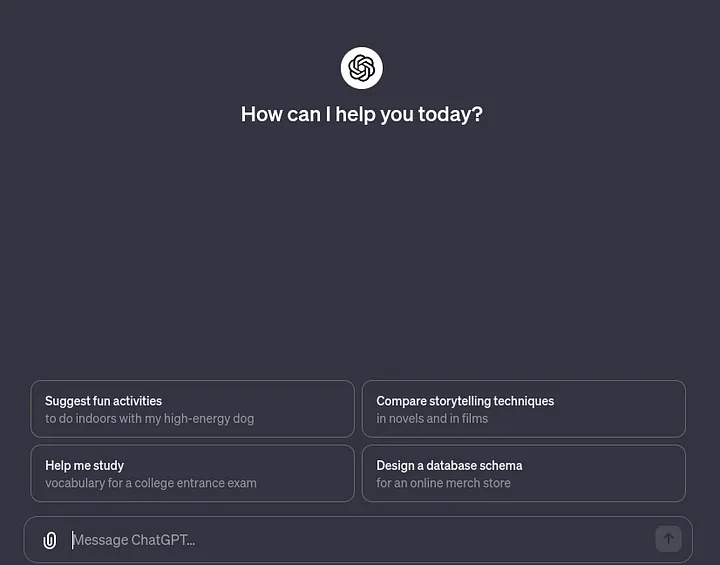 How can I help you today?
Suggest fun activities
to do indoors with my high-energy dog
Compare storytelling techniques
in novels and in films
Help me study
vocabulary for a college entrance exam
Design a database schema
for an online merch store
Message ChatGPT...